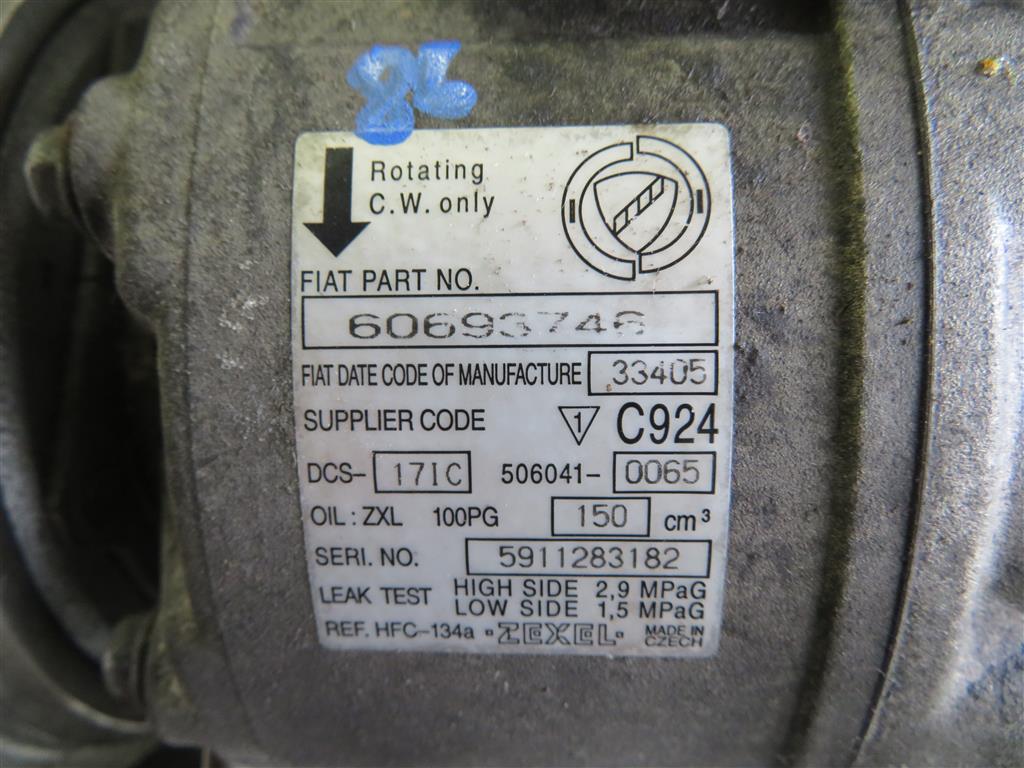 86
Rotating
C.W. only
FIAT PART NO.
60693746
FIAT DATE CODE OF MANUFACTURE 33405
SUPPLIER CODE 1 C924
DCS- 17IC 506041- 0065
OIL : ZXL 100PG 150 cm³
SERI. NO. 5911283182
LEAK TEST HIGH SIDE 2,9 MPaG
LOW SIDE 1,5 MPaG
REF. HFC-134a ZEXEL MADE IN
CZECH